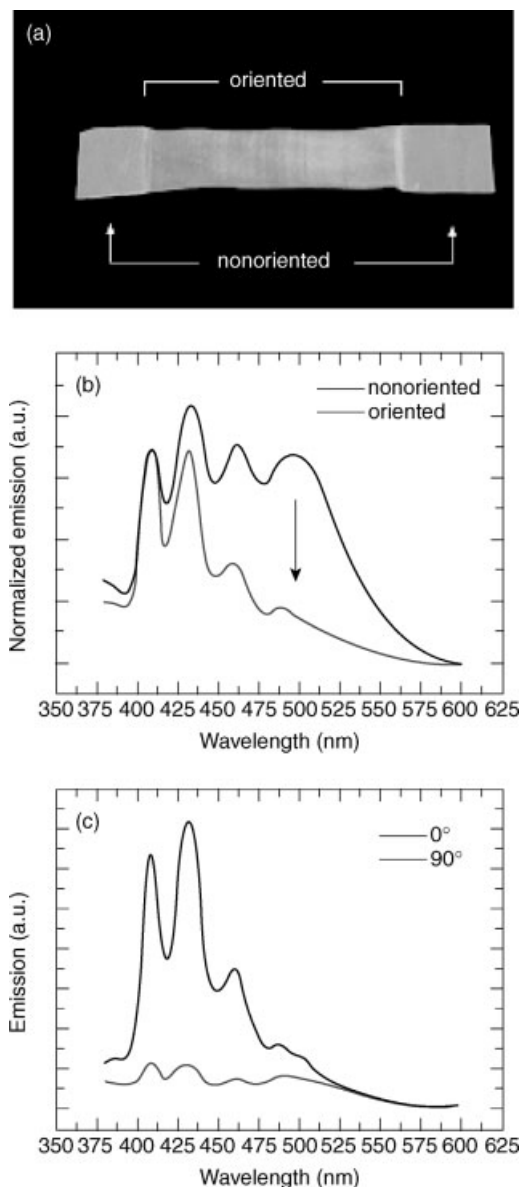 (a)
oriented
nonoriented
(b)
nonoriented
oriented
Normalized emission (a.u.)
350 375 400 425 450 475 500 525 550 575 600 625
Wavelength (nm)
(c)
0°
90°
Emission (a.u.)
350 375 400 425 450 475 500 525 550 575 600 625
Wavelength (nm)